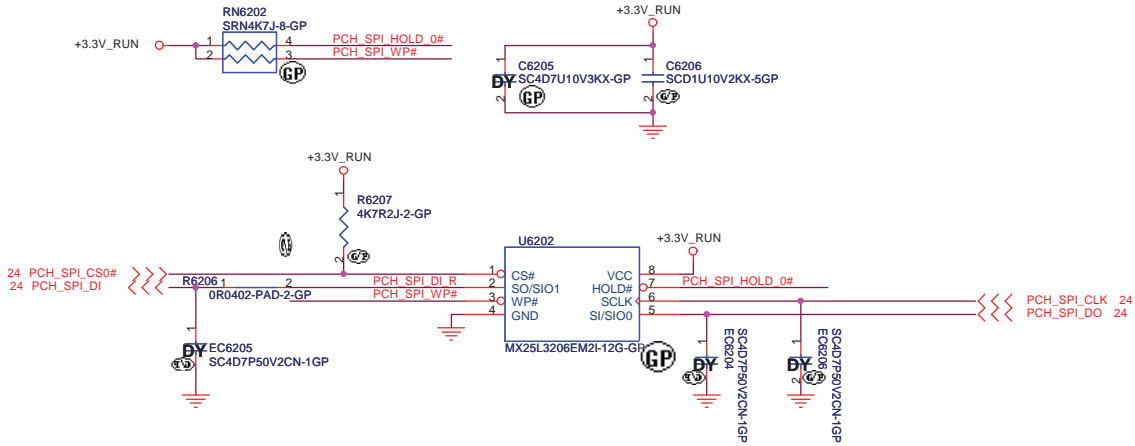 RN6202
SRN4K7J-8-GP
+3.3V_RUN
1
2
4
3
PCH_SPI_HOLD_0#
PCH_SPI_WP#
GP
+3.3V_RUN
1
2
DY
C6205
SC4D7U10V3KX-GP
GP
1
2
C6206
SCD1U10V2KX-5GP
+3.3V_RUN
1
2
R6207
4K7R2J-2-GP
24 PCH_SPI_CS0#
24 PCH_SPI_DI
R6206
1
2
0R0402-PAD-2-GP
PCH_SPI_DI_R
PCH_SPI_WP#
1
DY
EC6205
SC4D7P50V2CN-1GP
U6202
1 CS#
2 SO/SIO1
3 WP#
4 GND
VCC 8
HOLD# 7
SCLK 6
SI/SIO0 5
MX25L3206EM2I-12G-GP
GP
+3.3V_RUN
PCH_SPI_HOLD_0#
PCH_SPI_CLK 24
PCH_SPI_DO 24
1
DY
EC6204
SC4D7P50V2CN-1GP
1
2
DY
EC6206
SC4D7P50V2CN-1GP